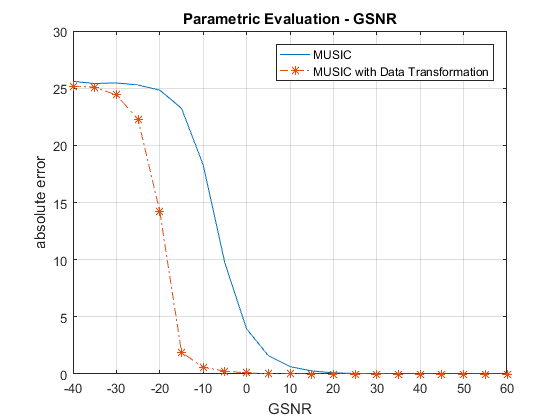 Parametric Evaluation - GSNR
30
25
20
15
10
5
0
absolute error
MUSIC
MUSIC with Data Transformation
-40 -30 -20 -10 0 10 20 30 40 50 60
GSNR